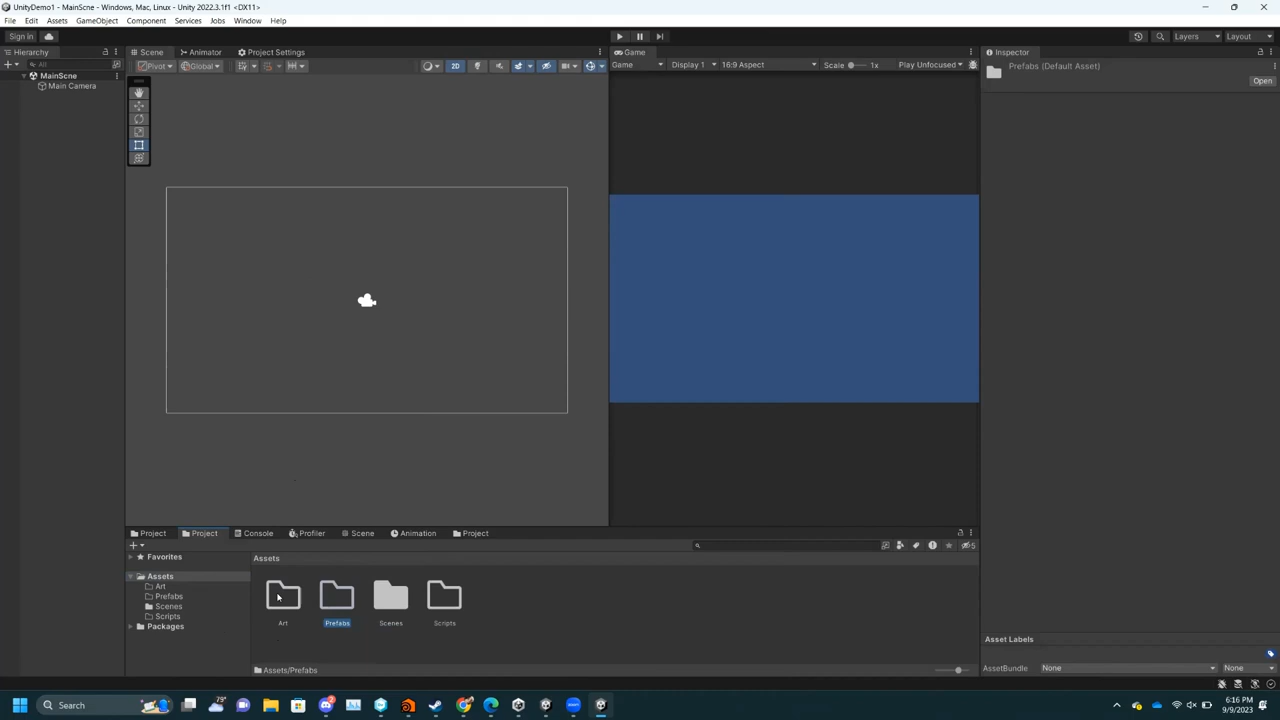 UnityDemo1 - MainScne - Windows, Mac, Linux - Unity 2022.3.1f1 <DX11>
File Edit Assets GameObject Component Services Jobs Window Help
Sign in
Layers Layout
Hierarchy
Scene Animator Project Settings
Game
Inspector
All
Pivot Global
2D
Game Display 1 16:9 Aspect Scale 1x Play Unfocused
Prefabs (Default Asset)
MainScne
Open
Main Camera
Project Project Console Profiler Scene Animation Project
5
Favorites
Assets
Assets
Art
Prefabs
Scenes
Scripts
Packages
Art Prefabs Scenes Scripts
Asset Labels
Assets/Prefabs
AssetBundle None None
Search
79°
2
6:16 PM
9/9/2023